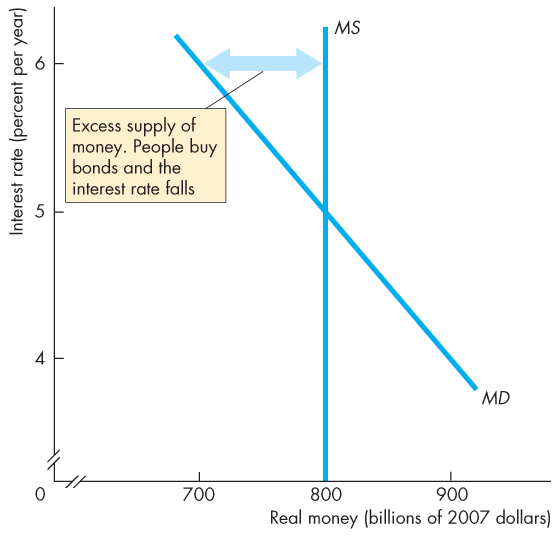 Interest rate (percent per year)
MS
6
Excess supply of
money. People buy
bonds and the
interest rate falls
5
4
MD
0
700
800
900
Real money (billions of 2007 dollars)